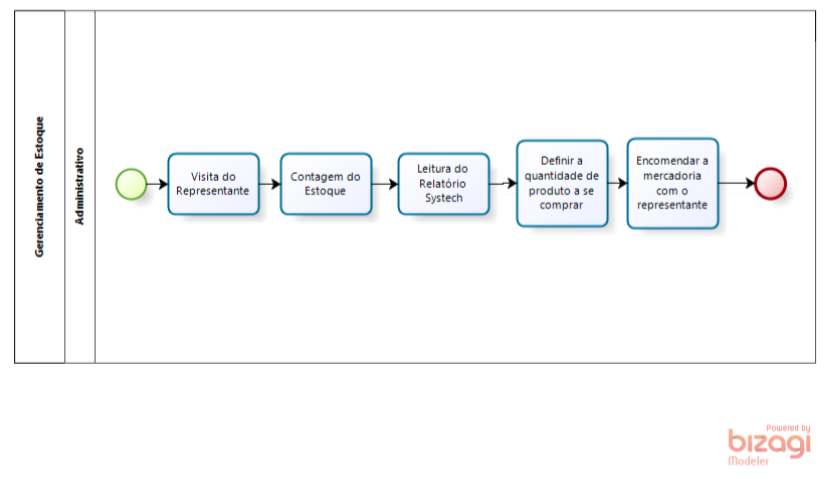 Gerenciamento de Estoque
Administrativo
Visita do
Representante
Contagem do
Estoque
Leitura do
Relatório
Systech
Definir a
quantidade de
produto a se
comprar
Encomendar a
mercadoria
com o
representante
Powered by
bizagi
Modeler